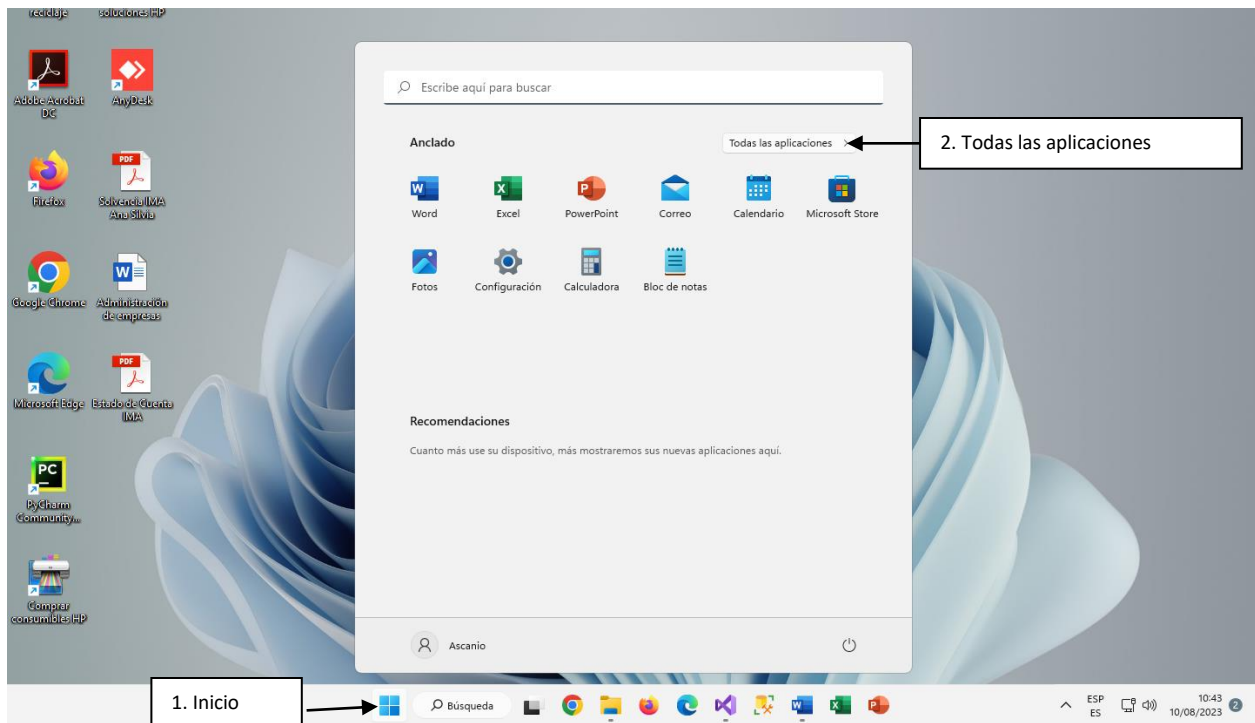 reciclaje
soluciones HP
Escribe aquí para buscar
Adobe Acrobat
DC
AnyDesk
Anclado
Todas las aplicaciones
2. Todas las aplicaciones
PDF
Firefox
Solvencia IMA
Ana Silvia
Word
Excel
PowerPoint
Correo
Calendario
Microsoft Store
Google Chrome
Administración
de empresas
Fotos
Configuración
Calculadora
Bloc de notas
PDF
Microsoft Edge
Estado de Cuenta
IMA
Recomendaciones
Cuanto más use su dispositivo, más mostraremos sus nuevas aplicaciones aquí.
PC
PyCharm
Community...
Comprar
consumibles HP
Ascanio
1. Inicio
Búsqueda
ESP
ES
10:43
10/08/2023
2